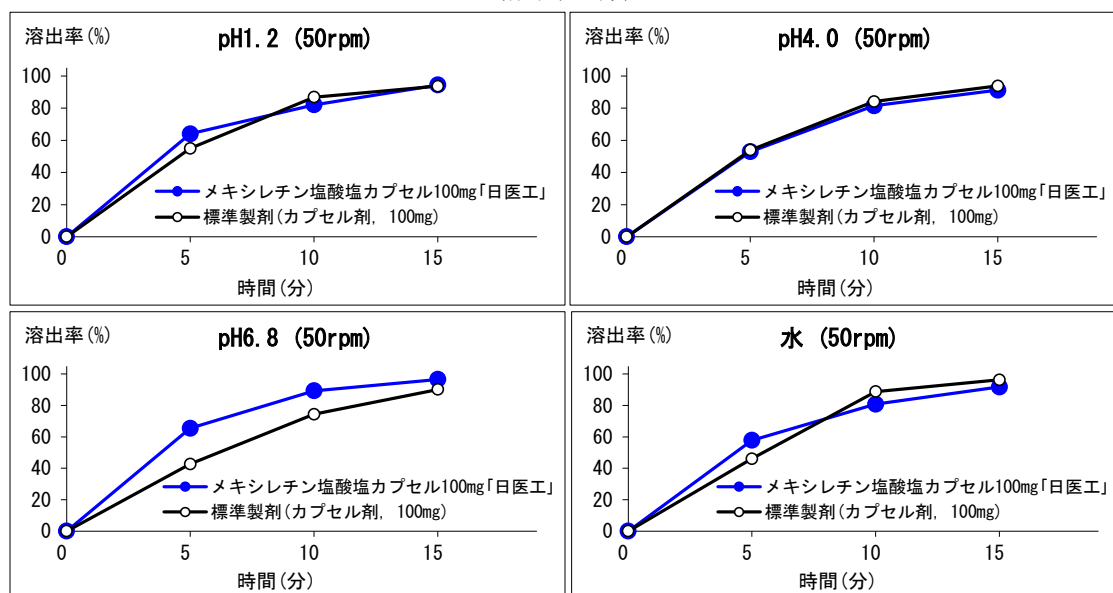 溶出率(%)
pH1.2 (50rpm)
100
80
60
40
20
0
メキシレチン塩酸塩カプセル100mg「日医工」
標準製剤(カプセル剤, 100mg)
0 5 10 15
時間(分)
溶出率(%)
pH4.0 (50rpm)
100
80
60
40
20
0
メキシレチン塩酸塩カプセル100mg「日医工」
標準製剤(カプセル剤, 100mg)
0 5 10 15
時間(分)
溶出率(%)
pH6.8 (50rpm)
100
80
60
40
20
0
メキシレチン塩酸塩カプセル100mg「日医工」
標準製剤(カプセル剤, 100mg)
0 5 10 15
時間(分)
溶出率(%)
水 (50rpm)
100
80
60
40
20
0
メキシレチン塩酸塩カプセル100mg「日医工」
標準製剤(カプセル剤, 100mg)
0 5 10 15
時間(分)